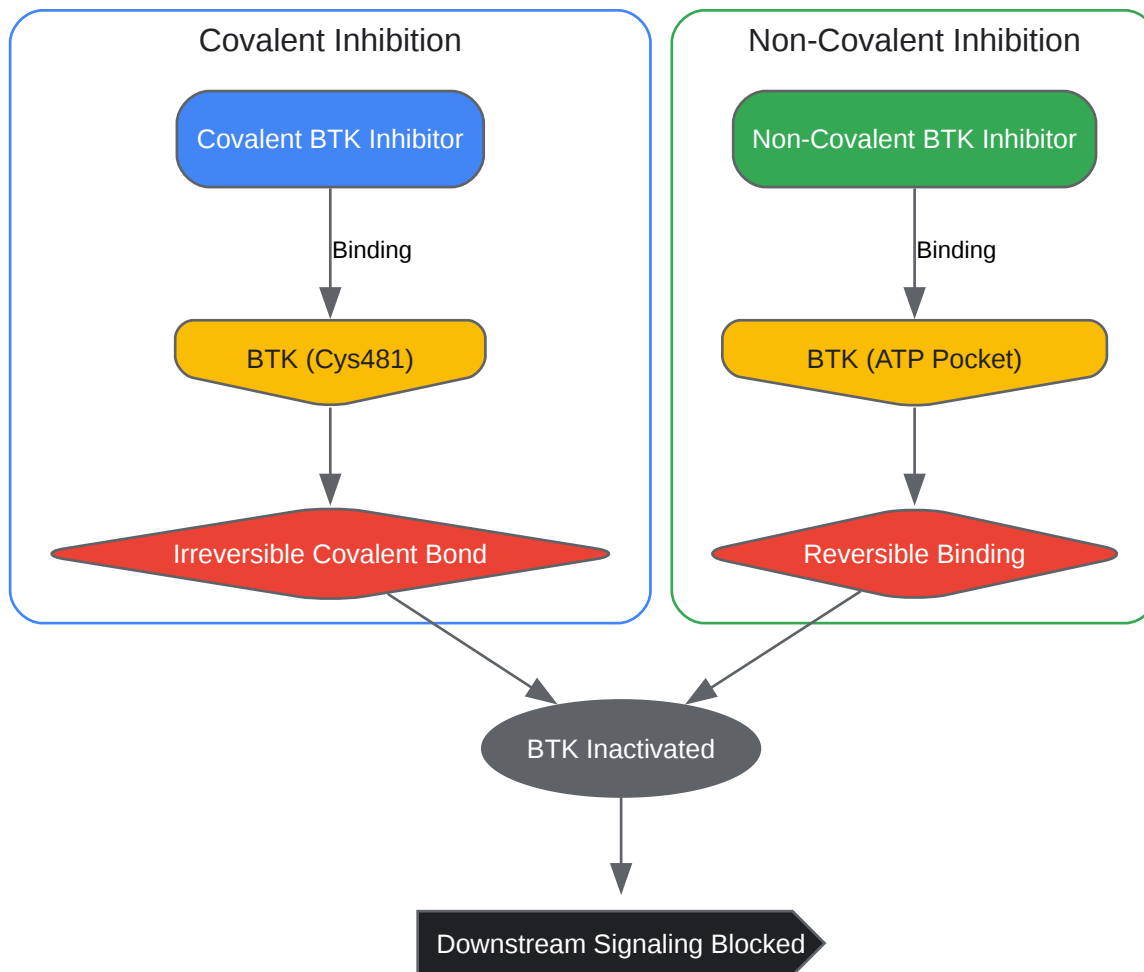 Covalent Inhibition
Non-Covalent Inhibition
Covalent BTK Inhibitor
Non-Covalent BTK Inhibitor
Binding
Binding
BTK (Cys481)
BTK (ATP Pocket)
Irreversible Covalent Bond
Reversible Binding
BTK Inactivated
Downstream Signaling Blocked